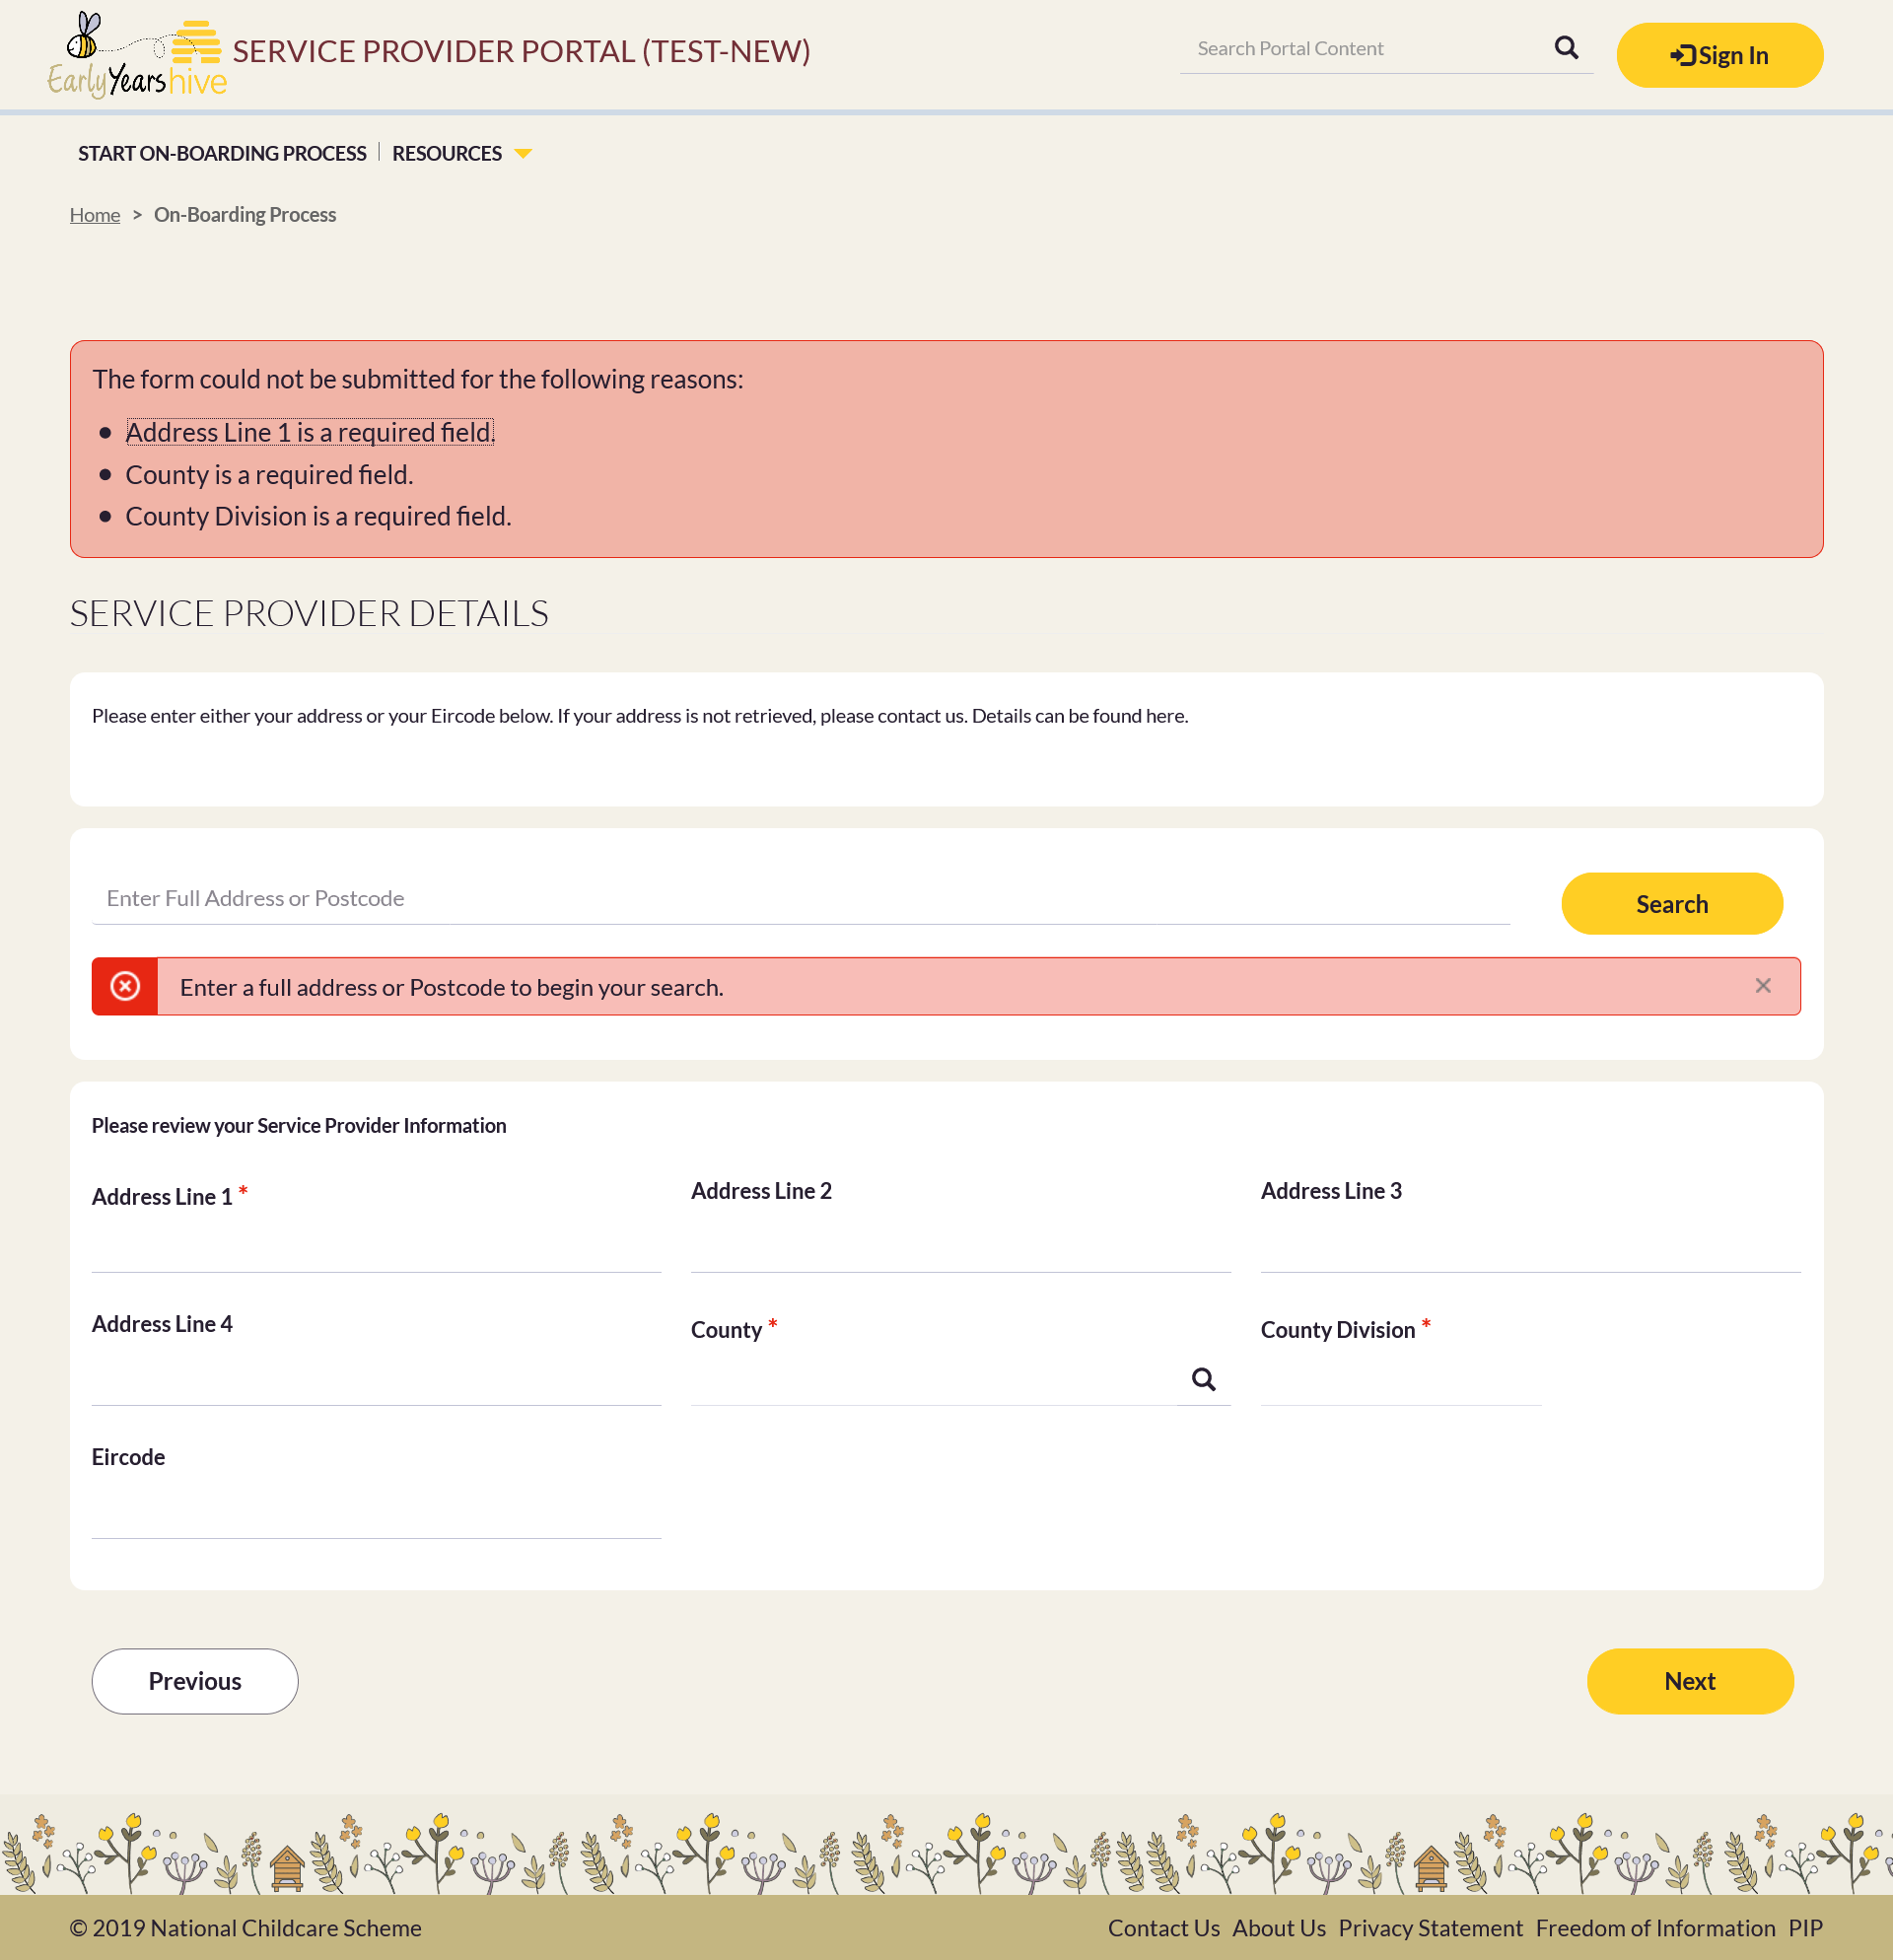 Early Years hive
SERVICE PROVIDER PORTAL (TEST-NEW)
Search Portal Content
Sign In
START ON-BOARDING PROCESS | RESOURCES
Home > On-Boarding Process
The form could not be submitted for the following reasons:
Address Line 1 is a required field.
County is a required field.
County Division is a required field.
SERVICE PROVIDER DETAILS
Please enter either your address or your Eircode below. If your address is not retrieved, please contact us. Details can be found here.
Enter Full Address or Postcode
Search
Enter a full address or Postcode to begin your search.
Please review your Service Provider Information
Address Line 1 *
Address Line 2
Address Line 3
Address Line 4
County *
County Division *
Eircode
Previous
Next
© 2019 National Childcare Scheme
Contact Us About Us Privacy Statement Freedom of Information PIP